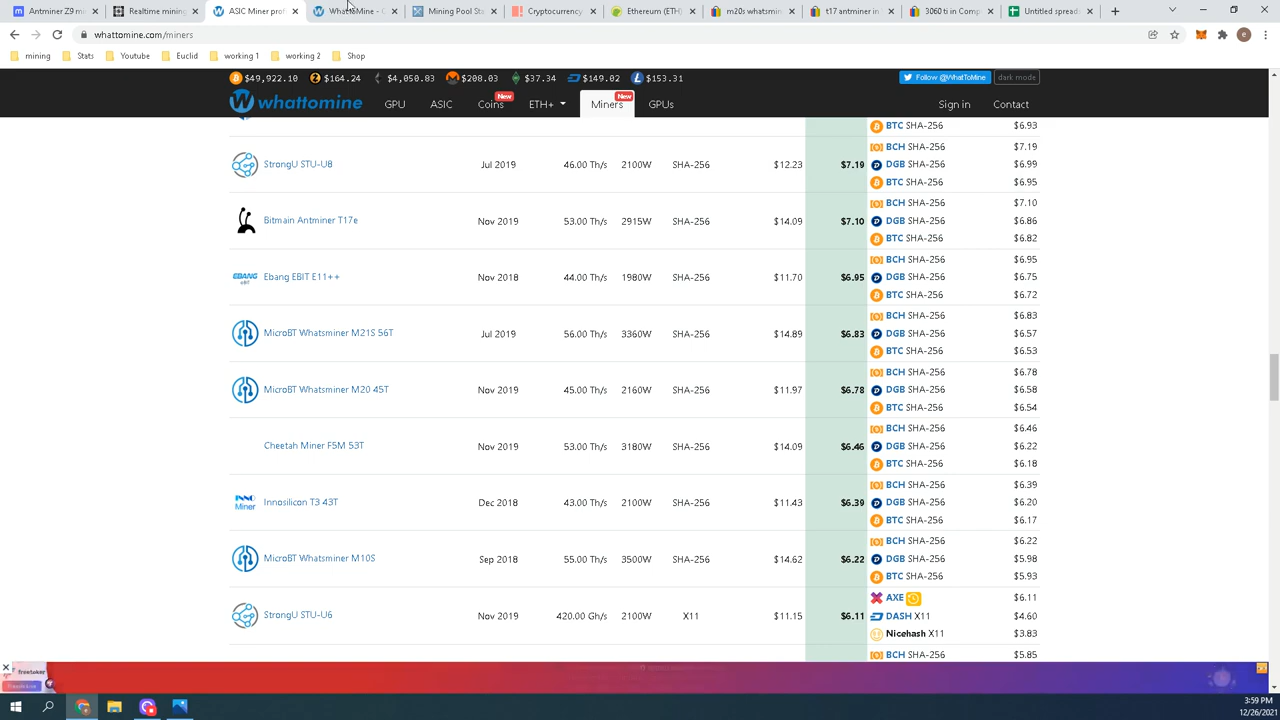 Antminer Z9 mi
Realtime mining
ASIC Miner prof
WhatToMine - G
Mining Pool Sta
Cryptocurrency
Ethereum (ETH)
m20s whatsmin
t17 antminer in
3060 ti in Comp
Untitled spread
whattomine.com/miners
mining
Stats
Youtube
Euclid
working 1
working 2
Shop
$49,922.10 $164.24 $4,050.03 $208.03 $37.34 $149.02 $153.31
Follow @WhatToMine
dark mode
whattomine GPU ASIC Coins New ETH+ Miners New GPUs Sign in Contact
BTC SHA-256 $6.93
StrongU STU-U8 Jul 2019 46.00 Th/s 2100W SHA-256 $12.23 $7.19
BCH SHA-256 $7.19
DGB SHA-256 $6.99
BTC SHA-256 $6.95
Bitmain Antminer T17e Nov 2019 53.00 Th/s 2915W SHA-256 $14.09 $7.10
BCH SHA-256 $7.10
DGB SHA-256 $6.86
BTC SHA-256 $6.82
EBANG Ebang EBIT E11++ Nov 2018 44.00 Th/s 1980W SHA-256 $11.70 $6.95
BCH SHA-256 $6.95
DGB SHA-256 $6.75
BTC SHA-256 $6.72
MicroBT Whatsminer M21S 56T Jul 2019 56.00 Th/s 3360W SHA-256 $14.89 $6.83
BCH SHA-256 $6.83
DGB SHA-256 $6.57
BTC SHA-256 $6.53
MicroBT Whatsminer M20 45T Nov 2019 45.00 Th/s 2160W SHA-256 $11.97 $6.78
BCH SHA-256 $6.78
DGB SHA-256 $6.58
BTC SHA-256 $6.54
Cheetah Miner F5M 53T Nov 2019 53.00 Th/s 3180W SHA-256 $14.09 $6.46
BCH SHA-256 $6.46
DGB SHA-256 $6.22
BTC SHA-256 $6.18
INNO Miner Innosilicon T3 43T Dec 2018 43.00 Th/s 2100W SHA-256 $11.43 $6.39
BCH SHA-256 $6.39
DGB SHA-256 $6.20
BTC SHA-256 $6.17
MicroBT Whatsminer M10S Sep 2018 55.00 Th/s 3500W SHA-256 $14.62 $6.22
BCH SHA-256 $6.22
DGB SHA-256 $5.98
BTC SHA-256 $5.93
StrongU STU-U6 Nov 2019 420.00 Gh/s 2100W X11 $11.15 $6.11
AXE $6.11
DASH X11 $4.60
Nicehash X11 $3.83
BCH SHA-256 $5.85
3:59 PM
12/26/2021